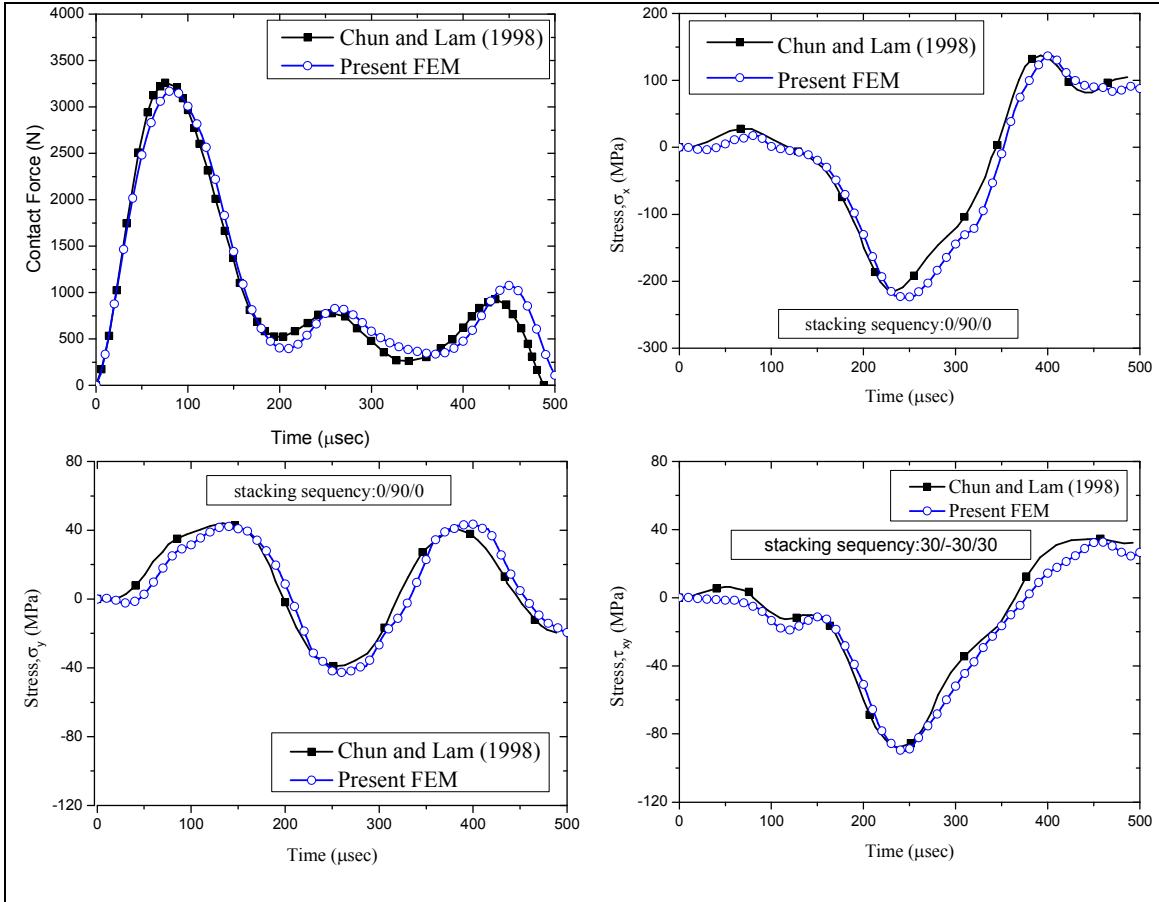 4000
3500
3000
2500
2000
1500
1000
500
0
Contact Force (N)
Chun and Lam (1998)
Present FEM
0 100 200 300 400 500
Time (μsec)
200
100
0
-100
-200
-300
Stress,σx (MPa)
Chun and Lam (1998)
Present FEM
stacking sequency:0/90/0
0 100 200 300 400 500
Time (μsec)
80
40
0
-40
-80
-120
Stress,σy (MPa)
stacking sequency:0/90/0
Chun and Lam (1998)
Present FEM
0 100 200 300 400 500
Time (μsec)
80
40
0
-40
-80
-120
Stress,τxy (MPa)
Chun and Lam (1998)
Present FEM
stacking sequency:30/-30/30
0 100 200 300 400 500
Time (μsec)